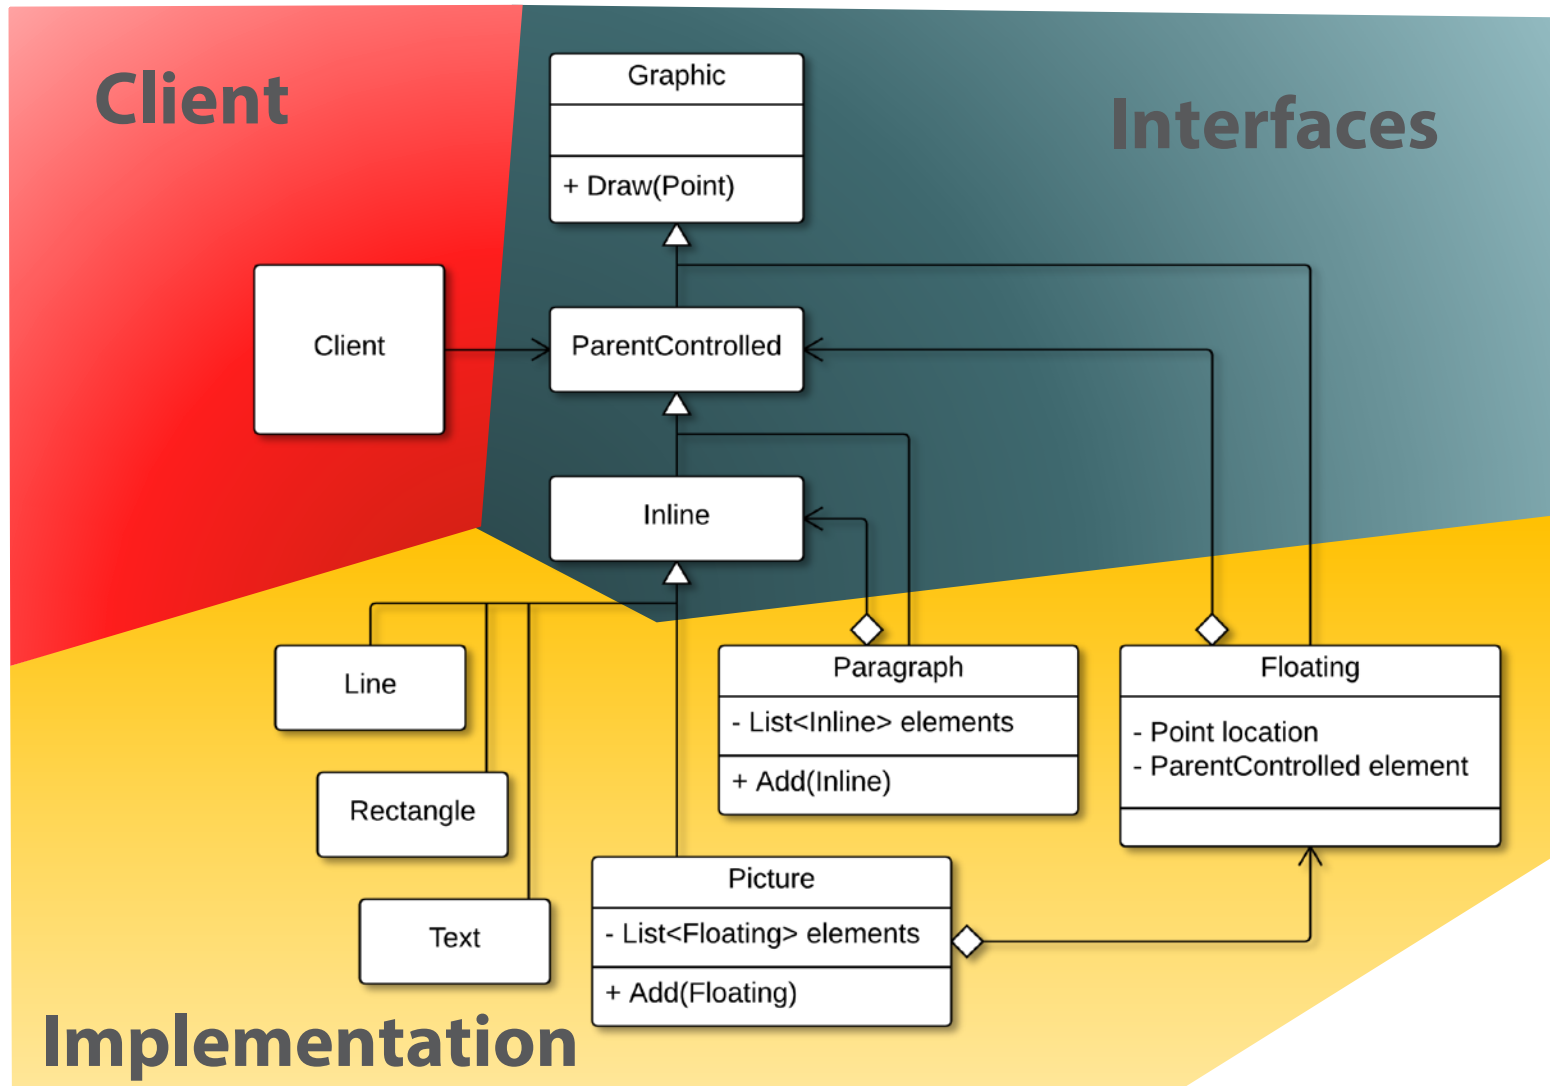 Client
Interfaces
Graphic
+ Draw(Point)
Client
ParentControlled
Inline
Line
Rectangle
Text
Paragraph
- List<Inline> elements
+ Add(Inline)
Floating
- Point location
- ParentControlled element
Picture
- List<Floating> elements
+ Add(Floating)
Implementation